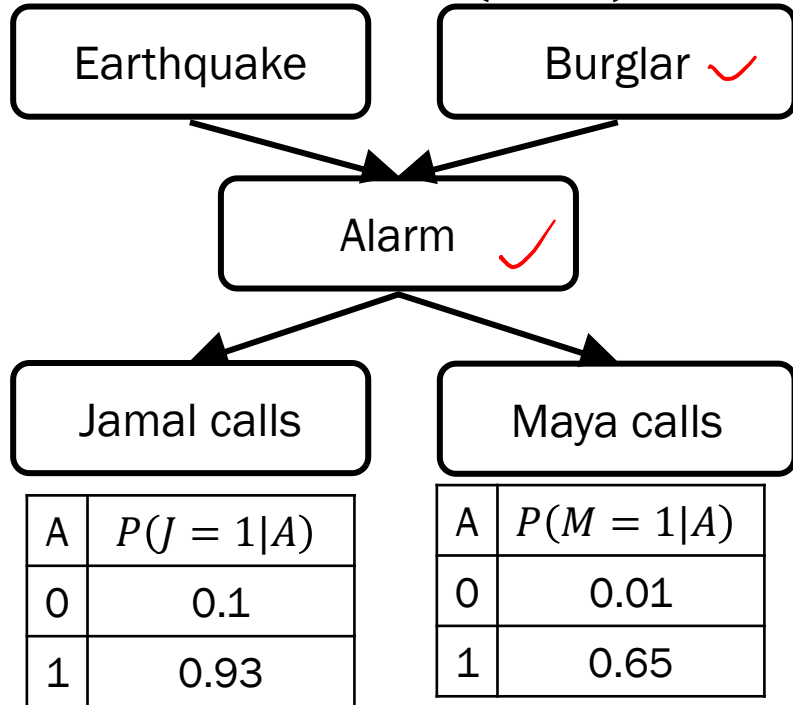 Earthquake
Burglar
Alarm
Jamal calls
Maya calls
A P(J = 1|A)
0 0.1
1 0.93
A P(M = 1|A)
0 0.01
1 0.65